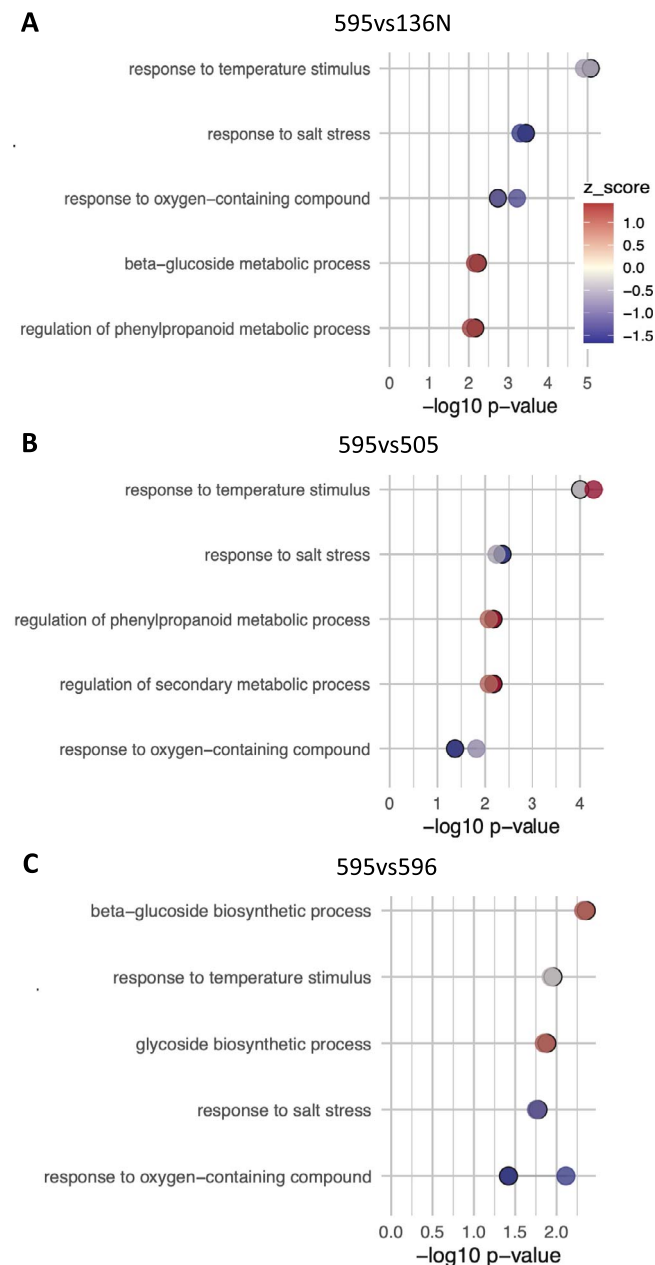 A
595vs136N
response to temperature stimulus
response to salt stress
response to oxygen−containing compound
beta−glucoside metabolic process
regulation of phenylpropanoid metabolic process
z_score
1.0
0.5
0.0
−0.5
−1.0
−1.5
0 1 2 3 4 5
−log10 p−value
B
595vs505
response to temperature stimulus
response to salt stress
regulation of phenylpropanoid metabolic process
regulation of secondary metabolic process
response to oxygen−containing compound
0 1 2 3 4
−log10 p−value
C
595vs596
beta−glucoside biosynthetic process
response to temperature stimulus
glycoside biosynthetic process
response to salt stress
response to oxygen−containing compound
0.0 0.5 1.0 1.5 2.0
−log10 p−value